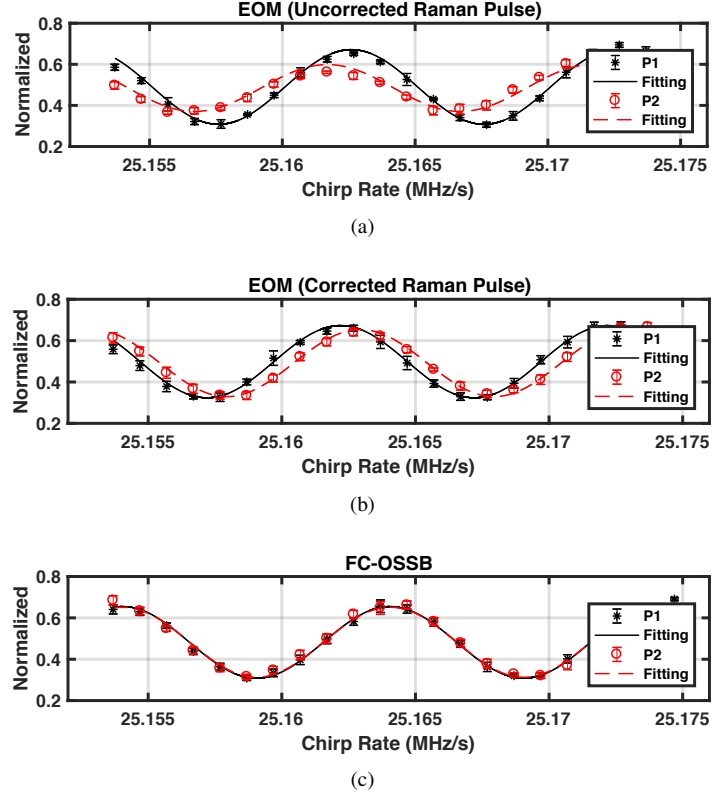 EOM (Uncorrected Raman Pulse)
0.8
0.6
0.4
0.2
Normalized
P1
Fitting
P2
Fitting
25.155 25.16 25.165 25.17 25.175
Chirp Rate (MHz/s)
(a)
EOM (Corrected Raman Pulse)
0.8
0.6
0.4
0.2
Normalized
P1
Fitting
P2
Fitting
25.155 25.16 25.165 25.17 25.175
Chirp Rate (MHz/s)
(b)
FC-OSSB
0.8
0.6
0.4
0.2
Normalized
P1
Fitting
P2
Fitting
25.155 25.16 25.165 25.17 25.175
Chirp Rate (MHz/s)
(c)